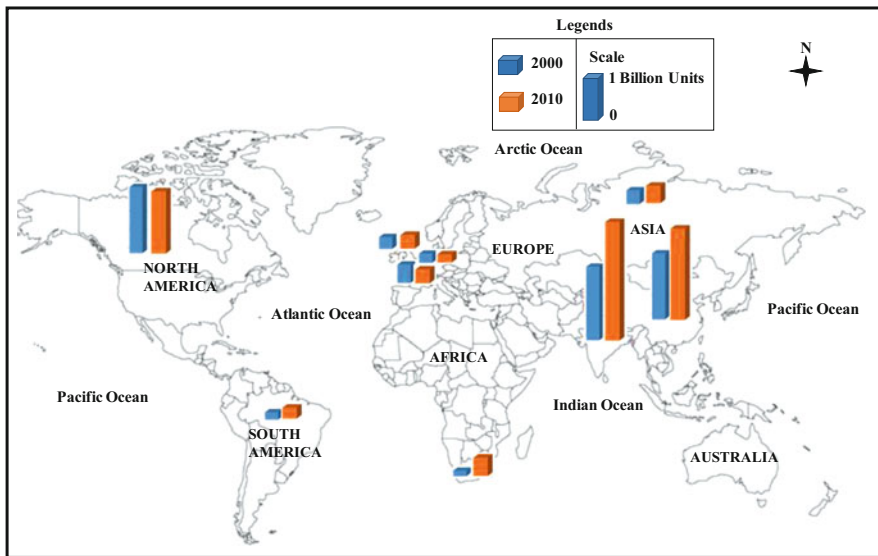 Legends
2000
2010
Scale
1 Billion Units
0
N
Arctic Ocean
NORTH
AMERICA
EUROPE
ASIA
Atlantic Ocean
Pacific Ocean
AFRICA
Pacific Ocean
Indian Ocean
SOUTH
AMERICA
AUSTRALIA